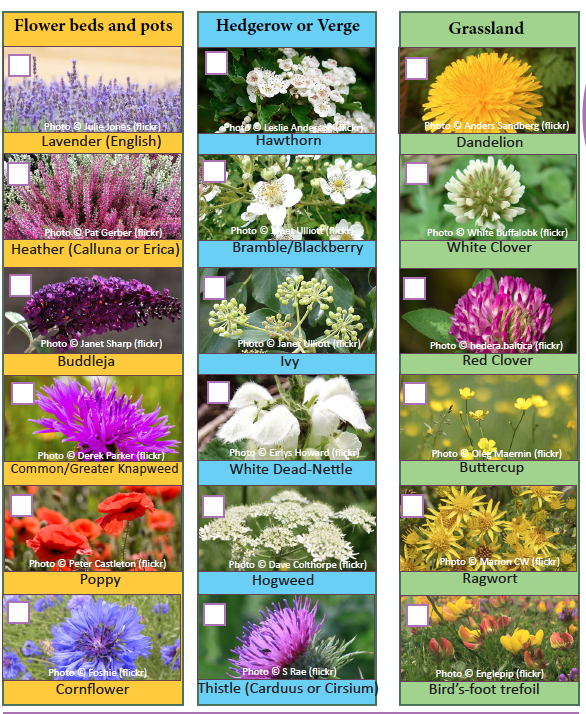 Flower beds and pots
Photo © Julie Jones (flickr)
Lavender (English)
Photo © Pat Gerber (flickr)
Heather (Calluna or Erica)
Photo © Janet Sharp (flickr)
Buddleja
Photo © Derek Parker (flickr)
Common/Greater Knapweed
Photo © Peter Castleton (flickr)
Poppy
Photo © Foshie (flickr)
Cornflower
Hedgerow or Verge
Photo © Leslie Anderson (flickr)
Hawthorn
Photo © Janet Ulliott (flickr)
Bramble/Blackberry
Photo © Janet Ulliott (flickr)
Ivy
Photo © Eirlys Howard (flickr)
White Dead-Nettle
Photo © Dave Colthorpe (flickr)
Hogweed
Photo © S Rae (flickr)
Thistle (Carduus or Cirsium)
Grassland
Photo © Anders Sandberg (flickr)
Dandelion
Photo © White buffalobk (flickr)
White Clover
Photo © hedera.baltica (flickr)
Red Clover
Photo © Oleg Maernin (flickr)
Buttercup
Photo © Marion CW (flickr)
Ragwort
Photo © Englepip (flickr)
Bird's-foot trefoil